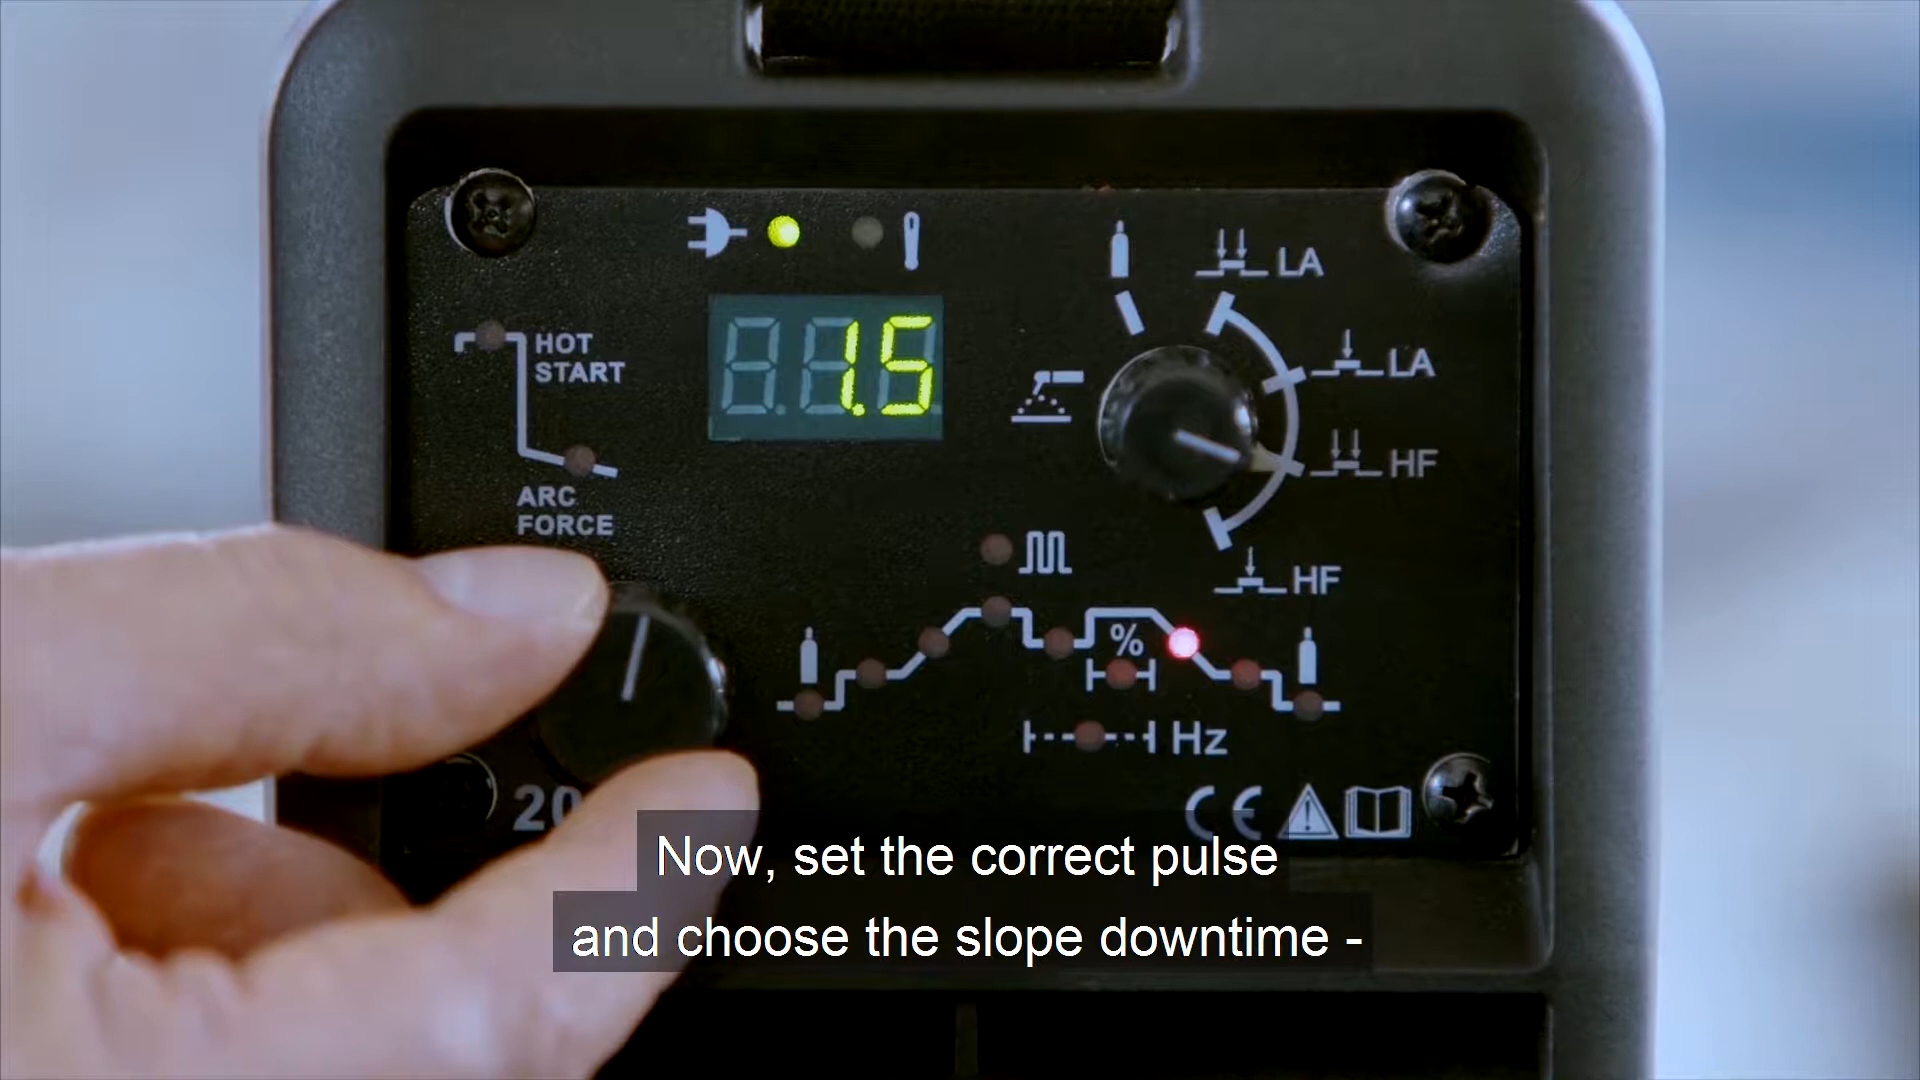 LA
1.5
HOT
START
LA
HF
ARC
FORCE
HF
%
Hz
20
CE
Now, set the correct pulse
and choose the slope downtime -